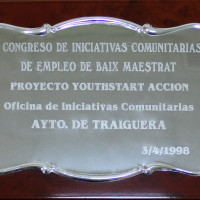 CONGRESO DE INICIATIVAS COMUNITARIAS
DE EMPLEO DE BAIX MAESTRAT
PROYECTO YOUTHSTART ACCION
Oficina de Iniciativas Comunitarias
AYTO. DE TRAIGUERA
3/4/1998